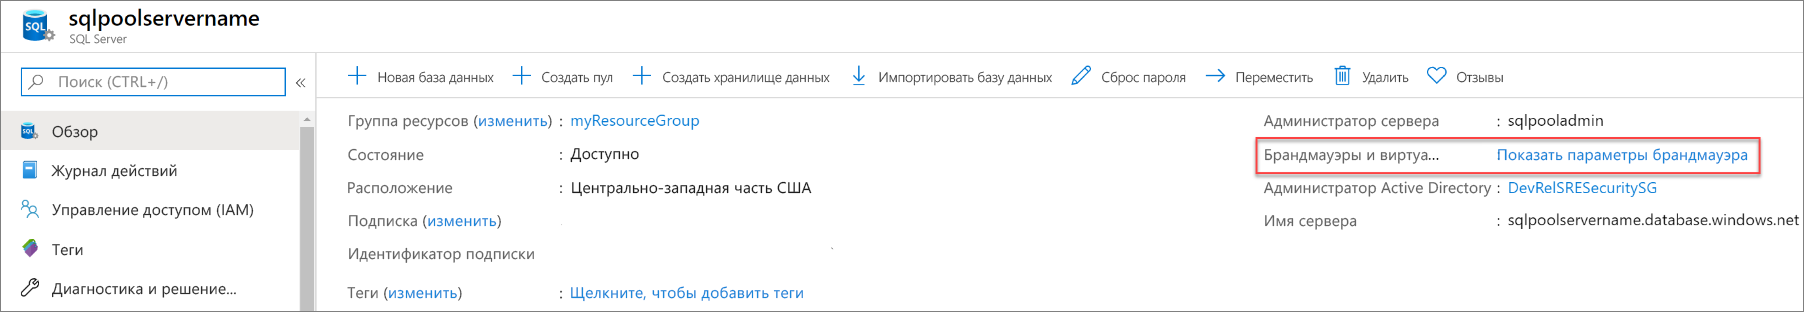 sqlpoolservername
SQL
SQL Server
Поиск (CTRL+/)
«
Обзор
Журнал действий
Управление доступом (IAM)
Теги
Диагностика и решение...
Новая база данных
Создать пул
Создать хранилище данных
Импортировать базу данных
Сброс пароля
Переместить
Удалить
Отзывы
Группа ресурсов (изменить) : myResourceGroup
Состояние : Доступно
Расположение : Центрально-западная часть США
Подписка (изменить) :
Идентификатор подписки
Теги (изменить) : Щелкните, чтобы добавить теги
Администратор сервера : sqlpooladmin
Брандмауэры и виртуа... Показать параметры брандмауэра
Администратор Active Directory : DevRelSRESecuritySG
Имя сервера : sqlpoolservername.database.windows.net